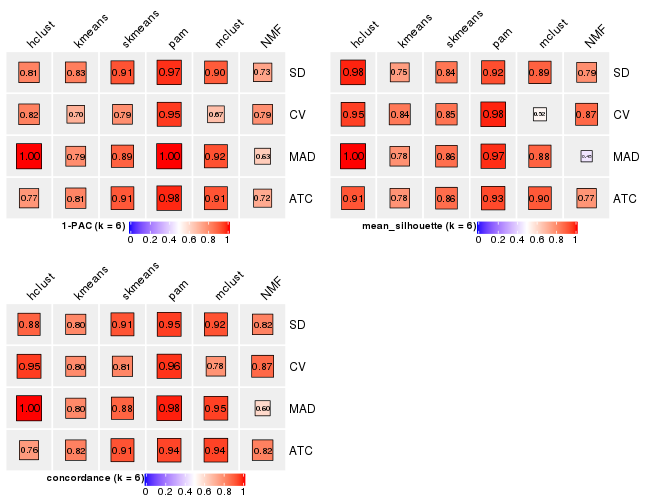 hclust kmeans skmeans pam mclust NMF
0.81 0.83 0.91 0.97 0.90 0.73 SD
0.82 0.70 0.79 0.95 0.67 0.79 CV
1.00 0.79 0.89 1.00 0.92 0.63 MAD
0.77 0.81 0.91 0.98 0.91 0.72 ATC
1-PAC (k = 6)
0 0.2 0.4 0.6 0.8 1
hclust kmeans skmeans pam mclust NMF
0.98 0.75 0.84 0.92 0.89 0.79 SD
0.95 0.84 0.85 0.98 0.52 0.87 CV
1.00 0.78 0.86 0.97 0.88 MAD
0.91 0.78 0.86 0.93 0.90 0.77 ATC
mean_silhouette (k = 6)
0 0.2 0.4 0.6 0.8 1
hclust kmeans skmeans pam mclust NMF
0.88 0.80 0.91 0.95 0.92 0.82 SD
0.95 0.80 0.81 0.96 0.78 0.87 CV
1.00 0.80 0.88 0.98 0.95 0.60 MAD
0.76 0.82 0.91 0.94 0.94 0.82 ATC
concordance (k = 6)
0 0.2 0.4 0.6 0.8 1